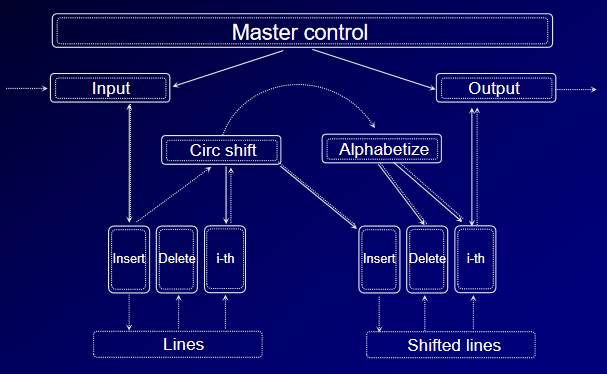 Master control
Input
Output
Circ shift
Alphabetize
Insert
Delete
i-th
Insert
Delete
i-th
Lines
Shifted lines